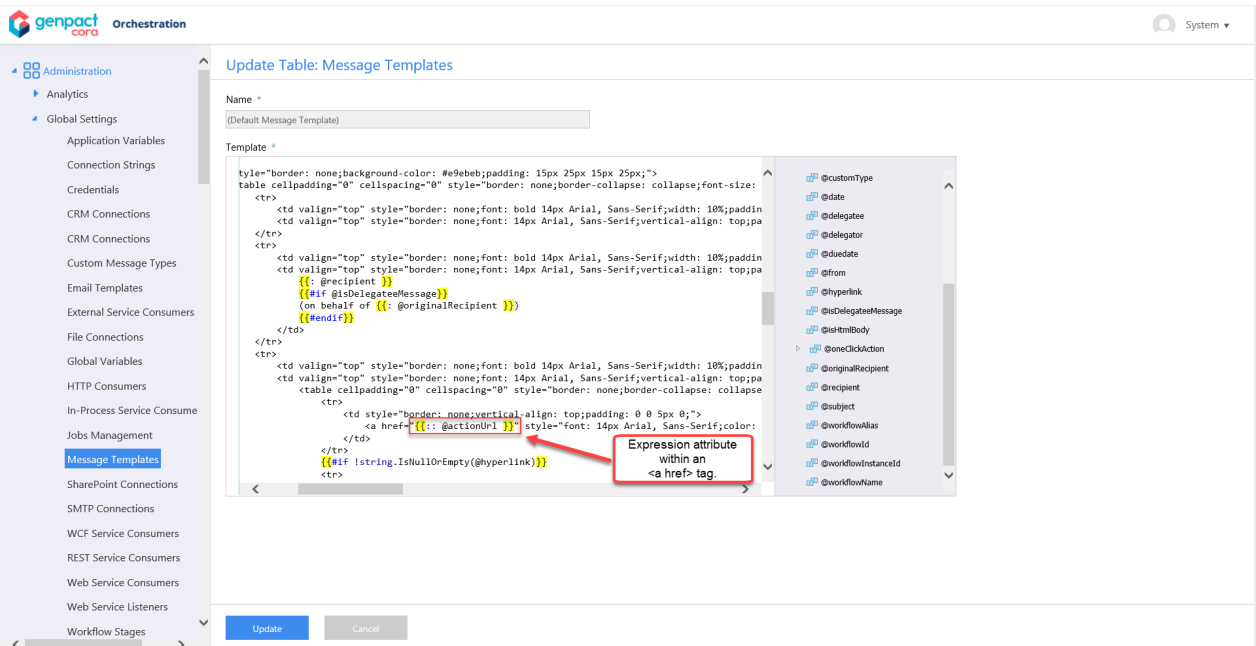 genpact
cora
Orchestration
System
Administration
Analytics
Global Settings
Application Variables
Connection Strings
Credentials
CRM Connections
CRM Connections
Custom Message Types
Email Templates
External Service Consumers
File Connections
Global Variables
HTTP Consumers
In-Process Service Consume
Jobs Management
Message Templates
SharePoint Connections
SMTP Connections
WCF Service Consumers
REST Service Consumers
Web Service Consumers
Web Service Listeners
Workflow Stages
Update Table: Message Templates
Name *
(Default Message Template)
Template *
tyle="border: none;background-color: #e9ebeb;padding: 15px 25px 15px 25px;">
table cellpadding="0" cellspacing="0" style="border: none;border-collapse: collapse;font-size:
<tr>
<td valign="top" style="border: none;font: bold 14px Arial, Sans-Serif;width: 10%;paddin
<td valign="top" style="border: none;font: 14px Arial, Sans-Serif;vertical-align: top;pa
</tr>
<tr>
<td valign="top" style="border: none;font: bold 14px Arial, Sans-Serif;width: 10%;paddin
<td valign="top" style="border: none;font: 14px Arial, Sans-Serif;vertical-align: top;pa
{{: @recipient }}
{{#if @isDelegateeMessage}}
(on behalf of {{: @originalRecipient }})
{{#endif}}
</td>
</tr>
<tr>
<td valign="top" style="border: none;font: bold 14px Arial, Sans-Serif;width: 10%;paddin
<td valign="top" style="border: none;font: 14px Arial, Sans-Serif;vertical-align: top;pa
<table cellpadding="0" cellspacing="0" style="border: none;border-collapse: collapse
<tr>
<td style="border: none;vertical-align: top;padding: 0 0 5px 0;">
<a href="{{:: @actionUrl }}" style="font: 14px Arial, Sans-Serif;color:
</td>
</tr>
{{#if !string.IsNullOrEmpty(@hyperlink)}}
<tr>
Expression attribute
within an
<a href> tag.
@customType
@date
@delegatee
@delegator
@duedate
@from
@hyperlink
@isDelegateeMessage
@isHtmlBody
@oneClickAction
@originalRecipient
@recipient
@subject
@workflowAlias
@workflowId
@workflowInstanceId
@workflowName
Update
Cancel